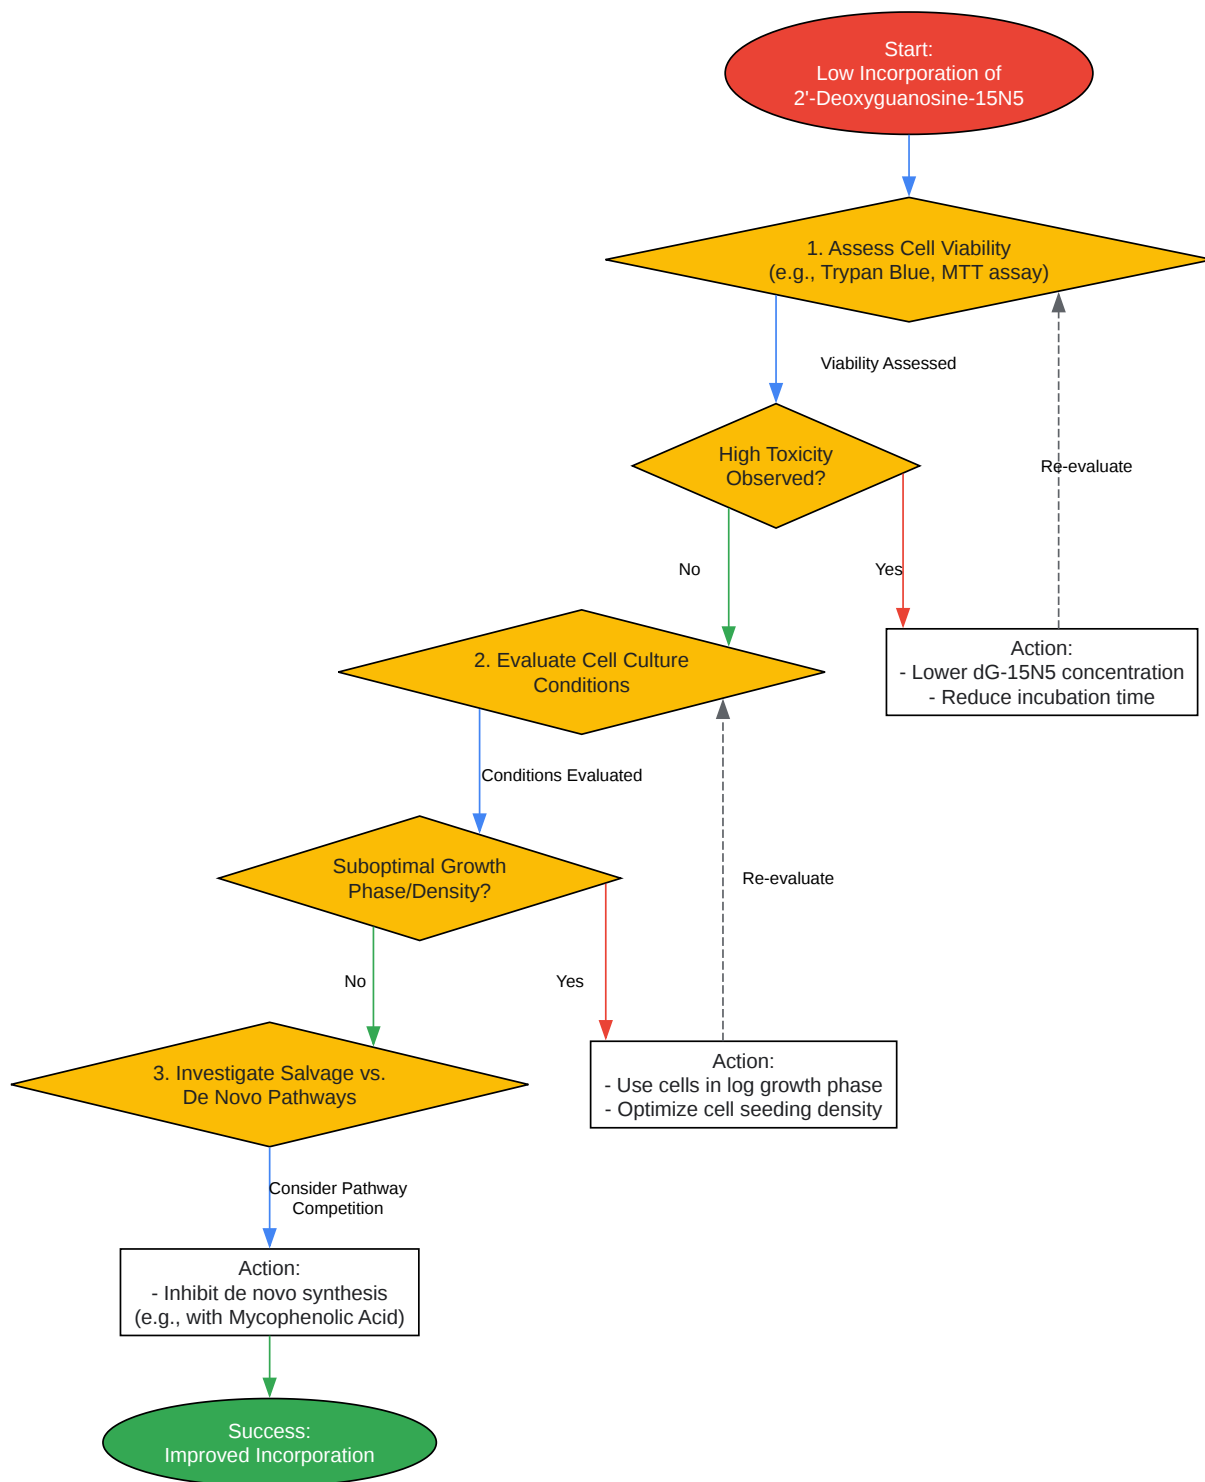 Start:
Low Incorporation of
2'-Deoxyguanosine-15N5
1. Assess Cell Viability
(e.g., Trypan Blue, MTT assay)
Viability Assessed
High Toxicity
Observed?
Re-evaluate
No
Yes
Action:
- Lower dG-15N5 concentration
- Reduce incubation time
2. Evaluate Cell Culture
Conditions
Conditions Evaluated
Suboptimal Growth
Phase/Density?
Re-evaluate
No
Yes
Action:
- Use cells in log growth phase
- Optimize cell seeding density
3. Investigate Salvage vs.
De Novo Pathways
Consider Pathway
Competition
Action:
- Inhibit de novo synthesis
(e.g., with Mycophenolic Acid)
Success:
Improved Incorporation